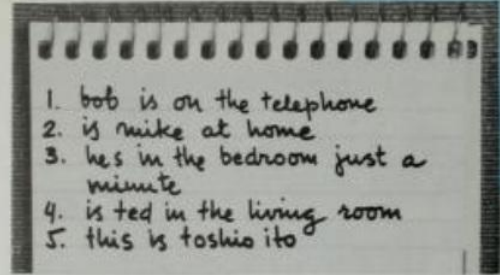 1. bob is on the telephone
2. is mike at home
3. hes in the bedroom just a
minute
4. is ted in the living room
5. this is toshio ito